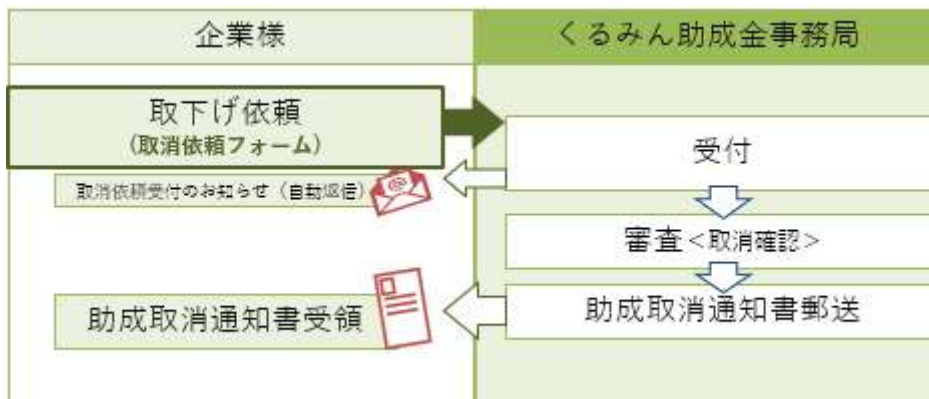 企業様
くるみん助成金事務局
取下げ依頼
（取消依頼フォーム）
受付
取消依頼受付のお知らせ（自動返信）
審査＜取消確認＞
助成取消通知書郵送
助成取消通知書受領